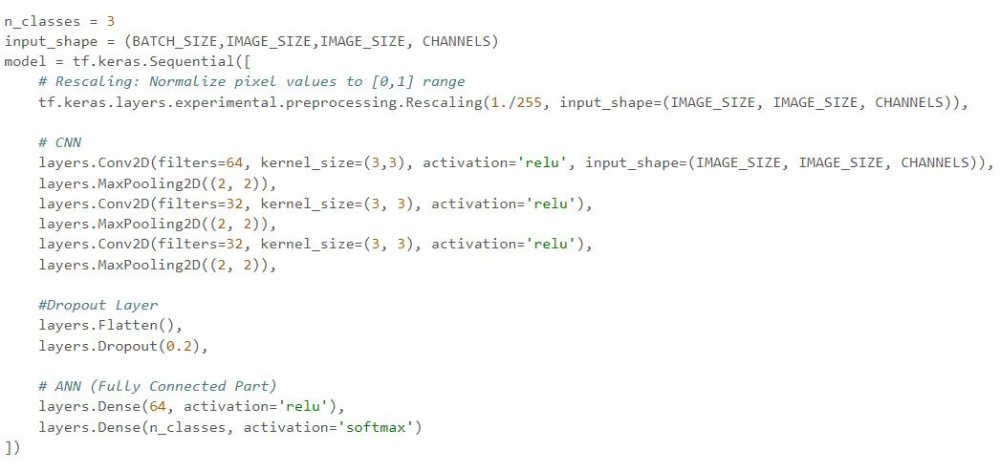 n_classes = 3
input_shape = (BATCH_SIZE,IMAGE_SIZE,IMAGE_SIZE, CHANNELS)
model = tf.keras.Sequential([
    # Rescaling: Normalize pixel values to [0,1] range
    tf.keras.layers.experimental.preprocessing.Rescaling(1./255, input_shape=(IMAGE_SIZE, IMAGE_SIZE, CHANNELS)),

    # CNN
    layers.Conv2D(filters=64, kernel_size=(3,3), activation='relu', input_shape=(IMAGE_SIZE, IMAGE_SIZE, CHANNELS)),
    layers.MaxPooling2D((2, 2)),
    layers.Conv2D(filters=32, kernel_size=(3, 3), activation='relu'),
    layers.MaxPooling2D((2, 2)),
    layers.Conv2D(filters=32, kernel_size=(3, 3), activation='relu'),
    layers.MaxPooling2D((2, 2)),

    #Dropout Layer
    layers.Flatten(),
    layers.Dropout(0.2),

    # ANN (Fully Connected Part)
    layers.Dense(64, activation='relu'),
    layers.Dense(n_classes, activation='softmax')
])